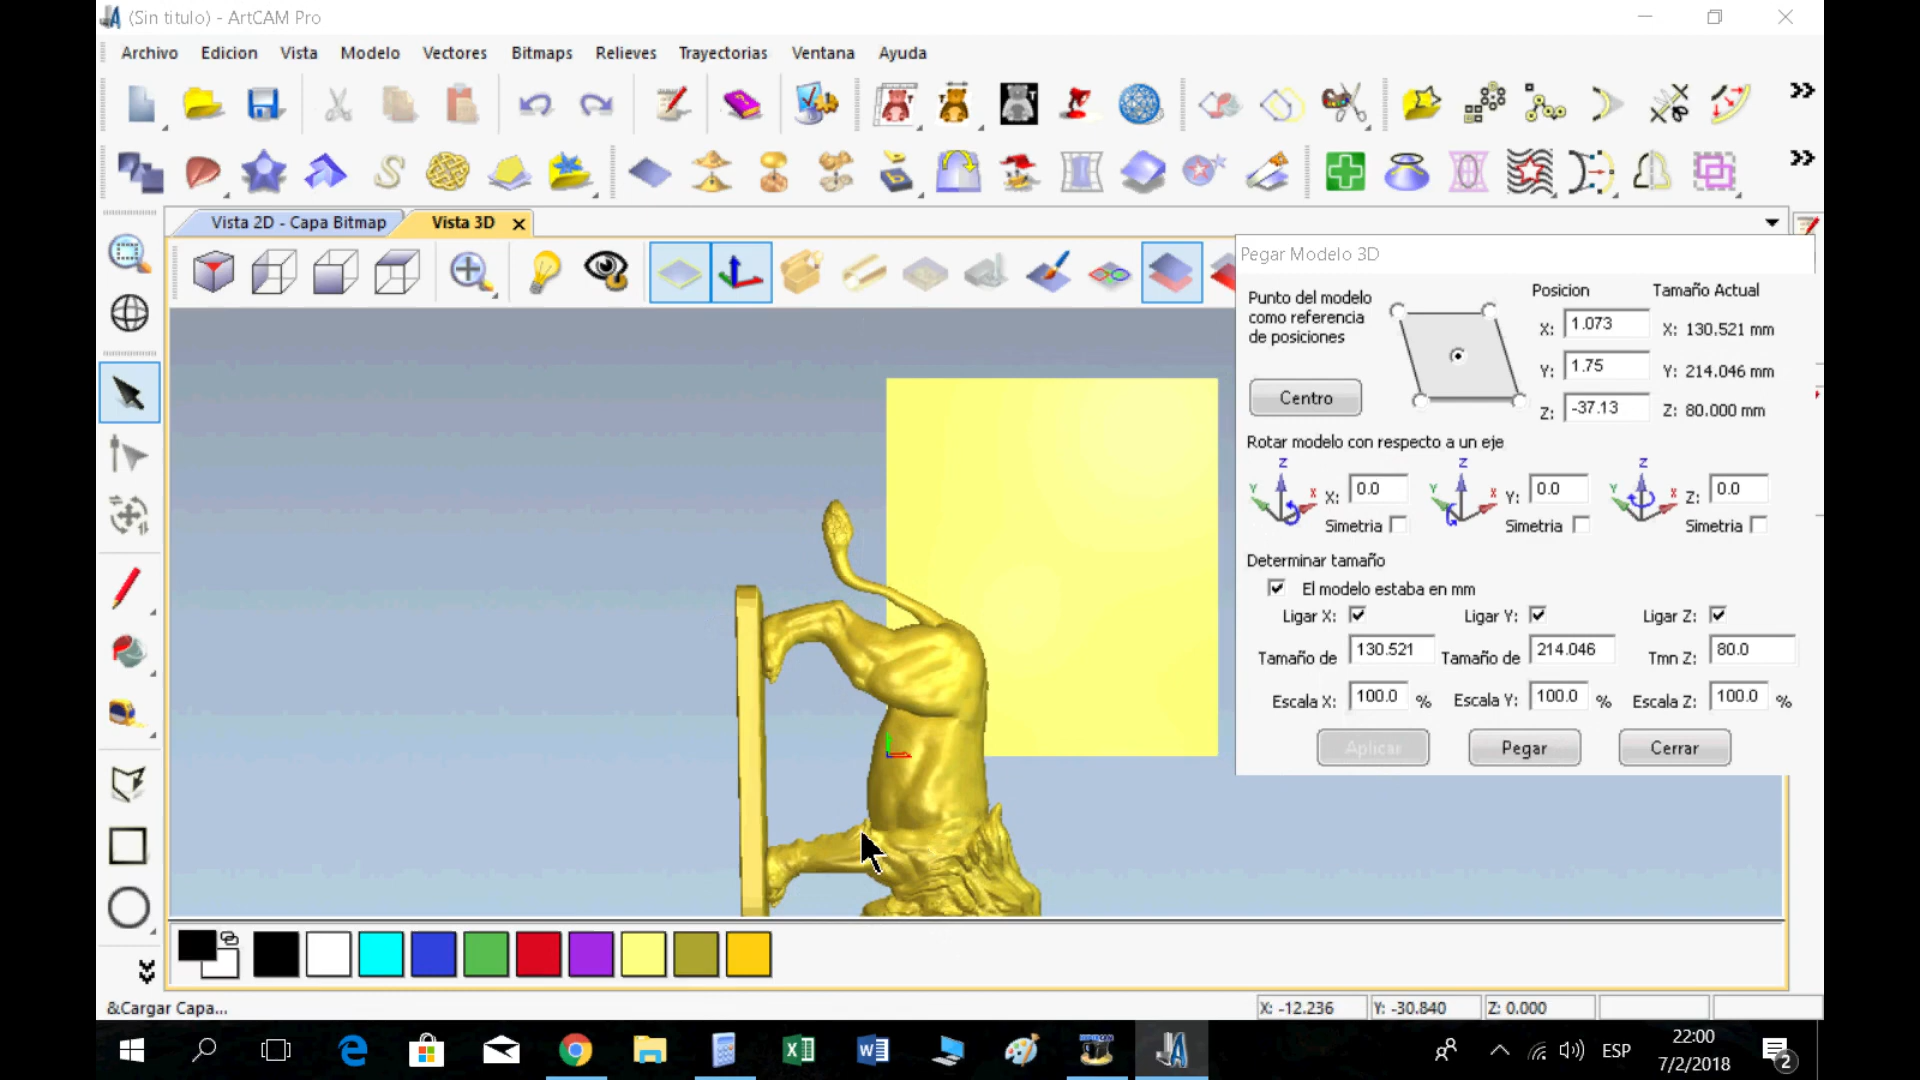 (Sin titulo) - ArtCAM Pro
Archivo Edicion Vista Modelo Vectores Bitmaps Relieves Trayectorias Ventana Ayuda
Vista 2D - Capa Bitmap Vista 3D
Pegar Modelo 3D
Punto del modelo como referencia de posiciones
Posicion Tamaño Actual
X: 1.073 X: 130.521 mm
Y: 1.75 Y: 214.046 mm
Z: -37.13 Z: 80.000 mm
Centro
Rotar modelo con respecto a un eje
X: 0.0 Y: 0.0 Z: 0.0
Simetria Simetria Simetria
Determinar tamaño
El modelo estaba en mm
Ligar X: Ligar Y: Ligar Z:
Tamaño de 130.521 Tamaño de 214.046 Tmn Z: 80.0
Escala X: 100.0 % Escala Y: 100.0 % Escala Z: 100.0 %
Aplicar Pegar Cerrar
&Cargar Capa...
X: -12.236 Y: -30.840 Z: 0.000
ESP
22:00
7/2/2018
2